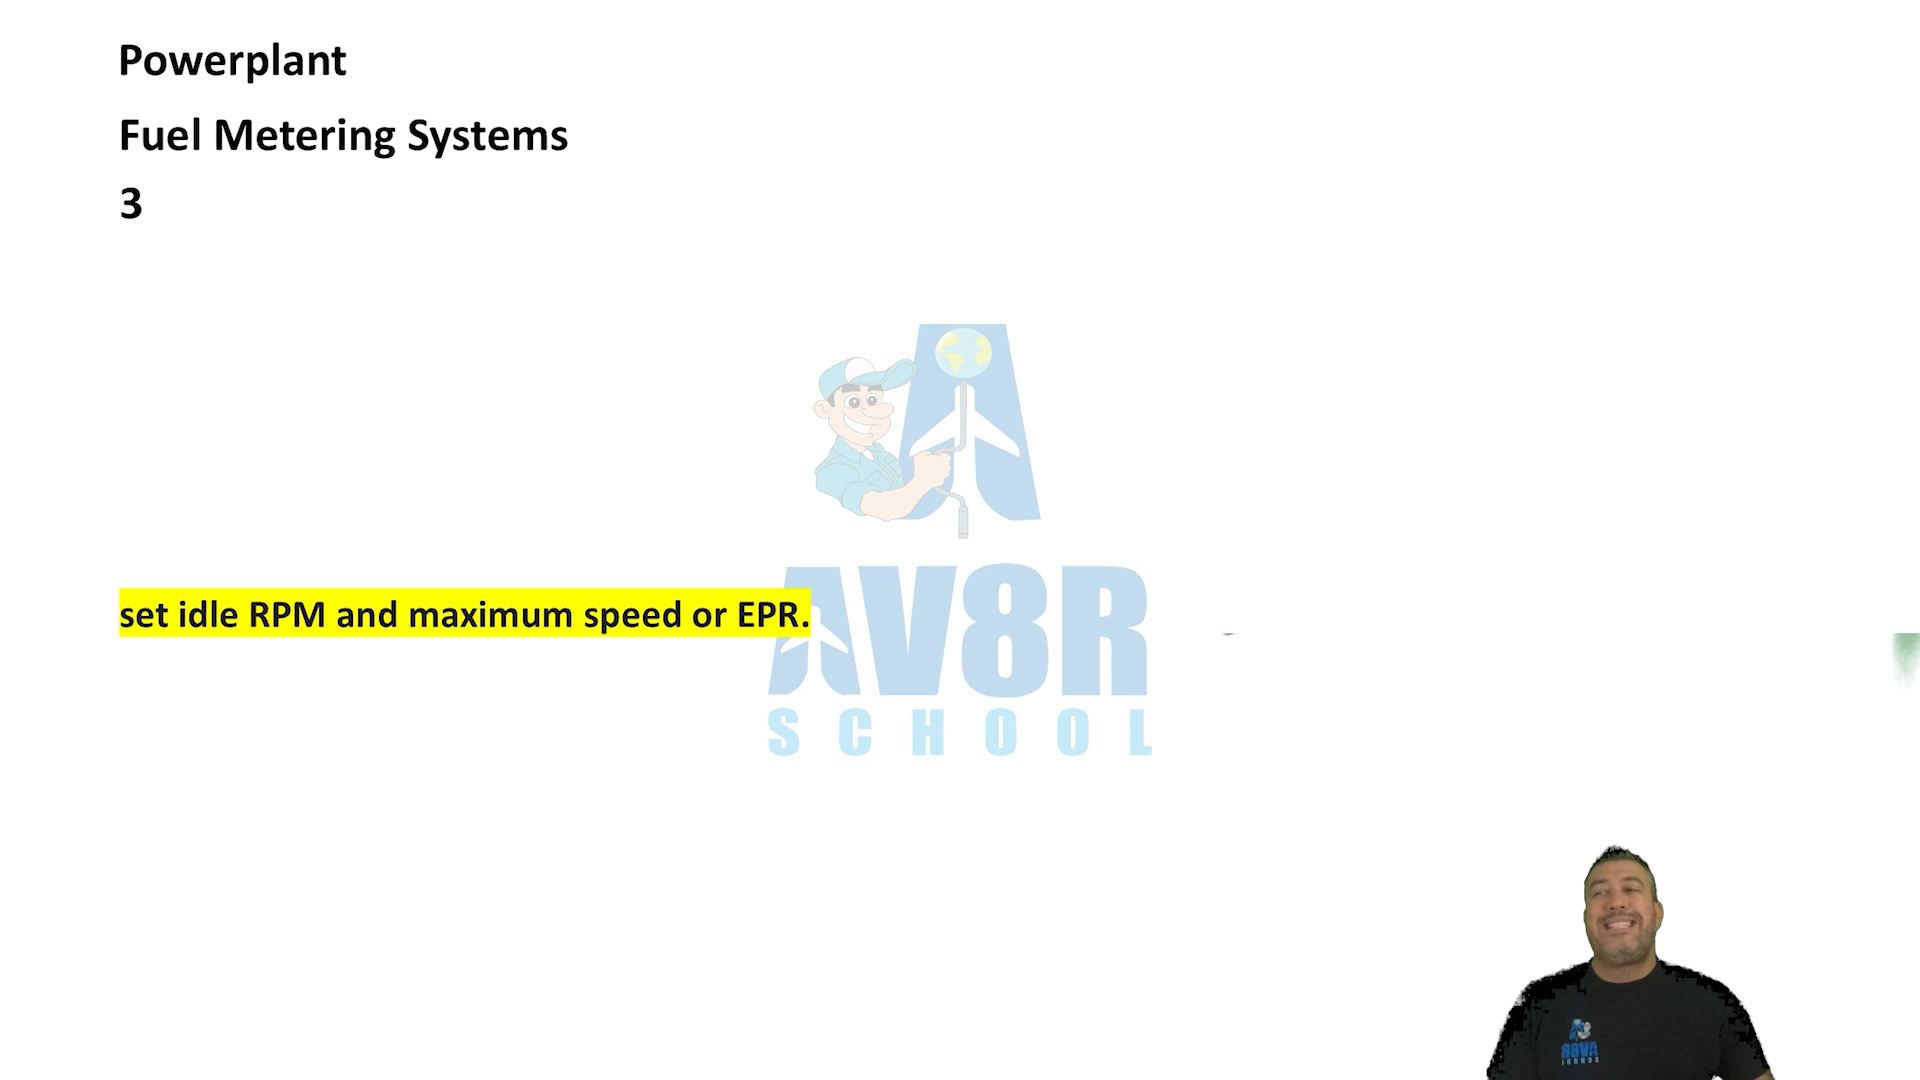 Powerplant
Fuel Metering Systems
3
set idle RPM and maximum speed or EPR.
AV8R
SCHOOL